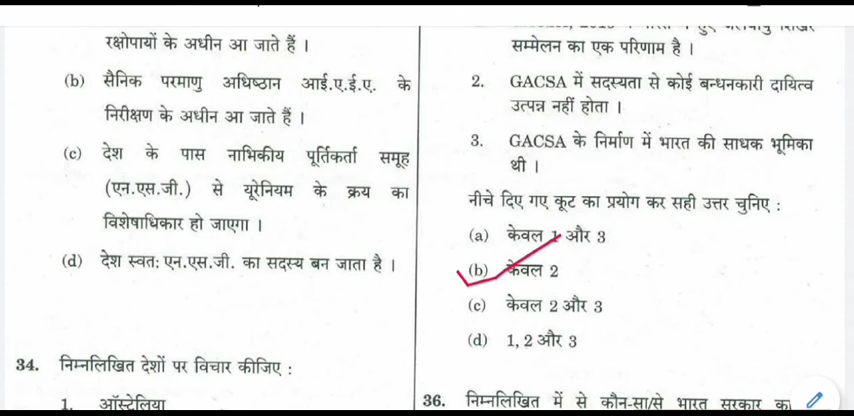 रक्षोपायों के अधीन आ जाते हैं ।
(b) सैनिक परमाणु अधिष्ठान आई.ए.ई.ए. के
निरीक्षण के अधीन आ जाते हैं ।
(c) देश के पास नाभिकीय पूर्तिकर्ता समूह
(एन.एस.जी.) से यूरेनियम के क्रय का
विशेषाधिकार हो जाएगा ।
(d) देश स्वतः एन.एस.जी. का सदस्य बन जाता है ।
34. निम्नलिखित देशों पर विचार कीजिए :
1. ऑस्टेलिया
सम्मेलन का एक परिणाम है ।
2. GACSA में सदस्यता से कोई बन्धनकारी दायित्व
उत्पन्न नहीं होता ।
3. GACSA के निर्माण में भारत की साधक भूमिका
थी ।
नीचे दिए गए कूट का प्रयोग कर सही उत्तर चुनिए :
(a) केवल 1 और 3
(b) केवल 2
(c) केवल 2 और 3
(d) 1, 2 और 3
36. निम्नलिखित में से कौन-सा/से भारत सरकार का